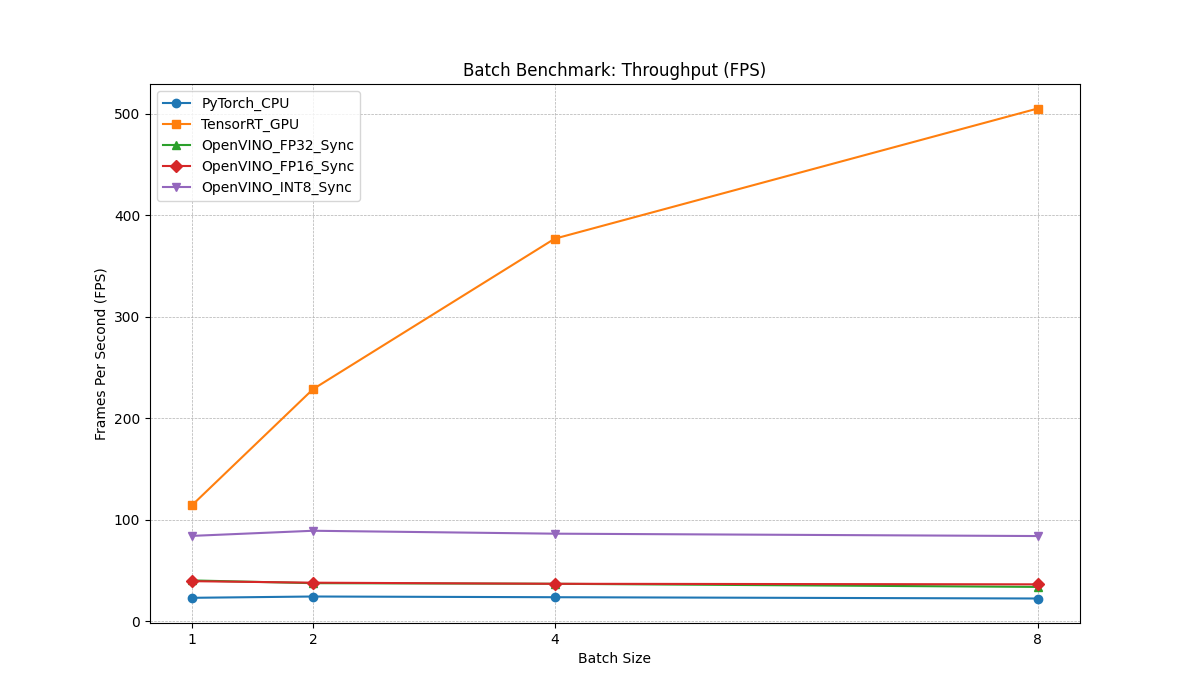 Batch Benchmark: Throughput (FPS)
PyTorch_CPU
TensorRT_GPU
OpenVINO_FP32_Sync
OpenVINO_FP16_Sync
OpenVINO_INT8_Sync
Frames Per Second (FPS)
500
400
300
200
100
0
1 2 4 8
Batch Size